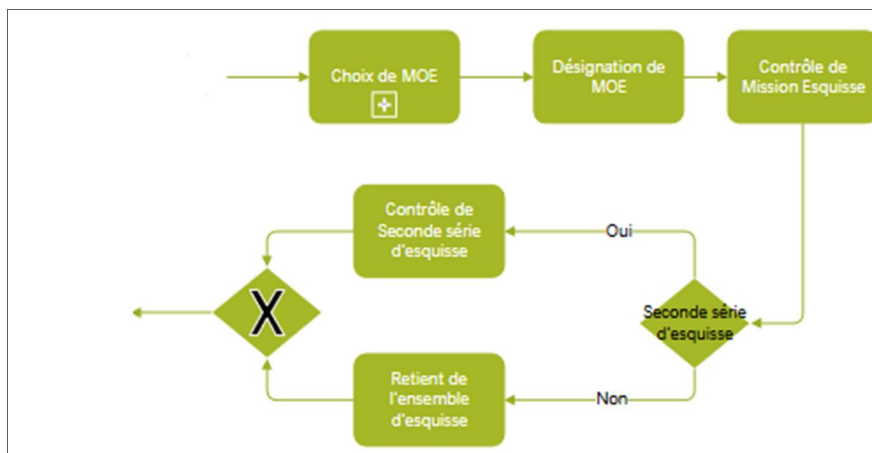 Choix de MOE
Désignation de
MOE
Contrôle de
Mission Esquisse
Contrôle de
Seconde série
d'esquisse
Oui
X
Seconde série
d'esquisse
Retient de
l'ensemble
d'esquisse
Non